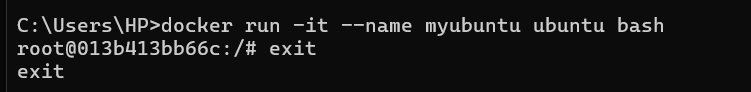 C:\Users\HP>docker run -it --name myubuntu ubuntu bash
root@013b413bb66c:/# exit
exit